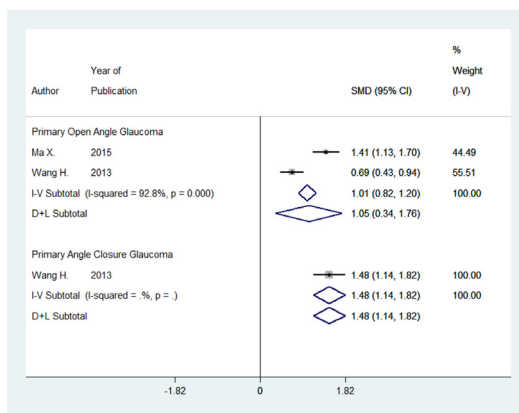 %
Year of Weight
Author Publication SMD (95% CI) (I-V)
Primary Open Angle Glaucoma
Ma X. 2015 1.41 (1.13, 1.70) 44.49
Wang H. 2013 0.69 (0.43, 0.94) 55.51
I-V Subtotal (I-squared = 92.8%, p = 0.000) 1.01 (0.82, 1.20) 100.00
D+L Subtotal 1.05 (0.34, 1.76)
Primary Angle Closure Glaucoma
Wang H. 2013 1.48 (1.14, 1.82) 100.00
I-V Subtotal (I-squared = .%, p = .) 1.48 (1.14, 1.82) 100.00
D+L Subtotal 1.48 (1.14, 1.82)
-1.82 0 1.82